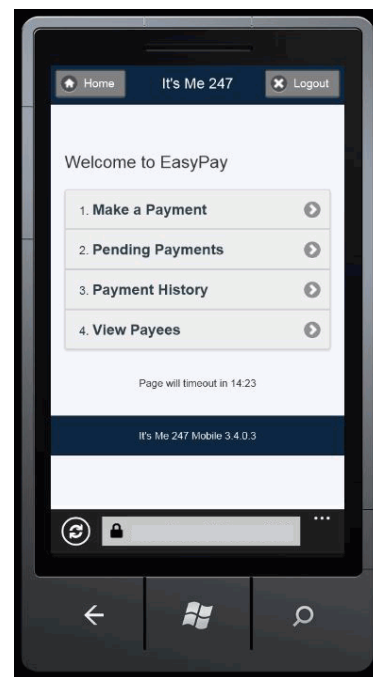 Home It's Me 247 Logout
Welcome to EasyPay
1. Make a Payment
2. Pending Payments
3. Payment History
4. View Payees
Page will timeout in 14:23
It's Me 247 Mobile 3.4.0.3